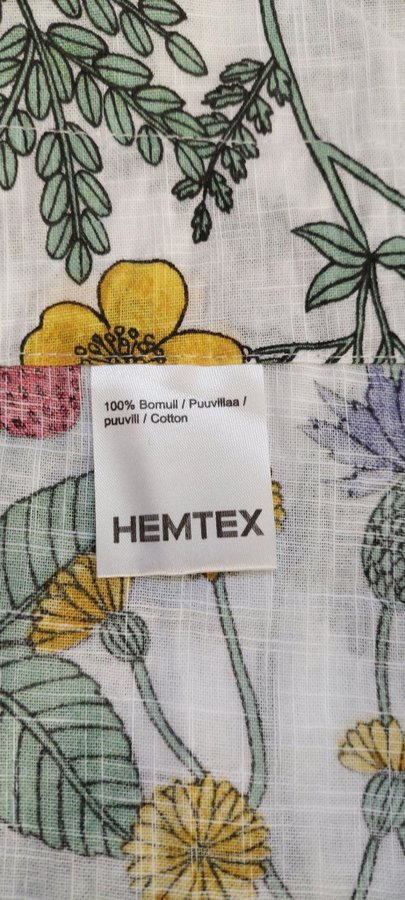 100% Bomull / Puuvillaa /
puuvill / Cotton
HEMTEX